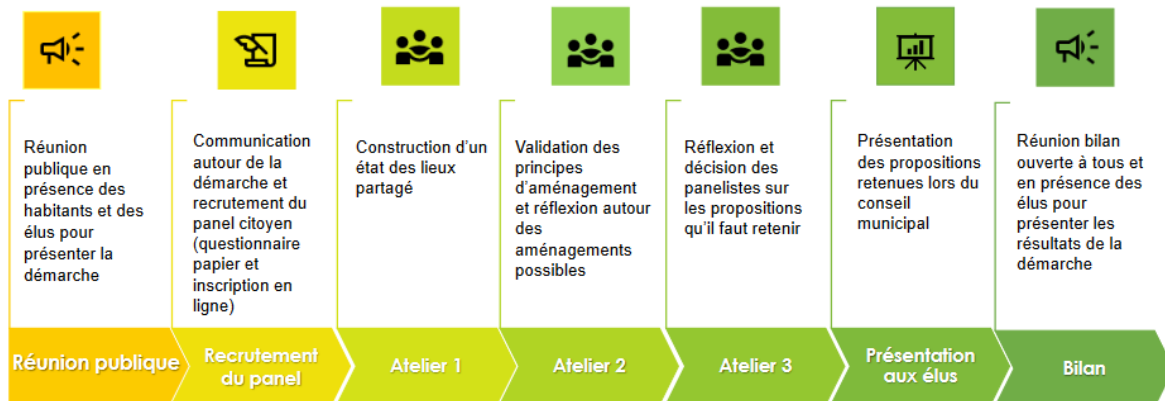 Réunion
publique en
présence des
habitants et des
élus pour
présenter la
démarche
Communication
autour de la
démarche et
recrutement du
panel citoyen
(questionnaire
papier et
inscription en
ligne)
Construction d'un
état des lieux
partagé
Validation des
principes
d'aménagement
et réflexion autour
des
aménagements
possibles
Réflexion et
décision des
panelistes sur
les propositions
qu'il faut retenir
Présentation
des propositions
retenues lors du
conseil
municipal
Réunion bilan
ouverte à tous et
en présence des
élus pour
présenter les
résultats de la
démarche
Réunion publique
Recrutement
du panel
Atelier 1
Atelier 2
Atelier 3
Présentation
aux élus
Bilan